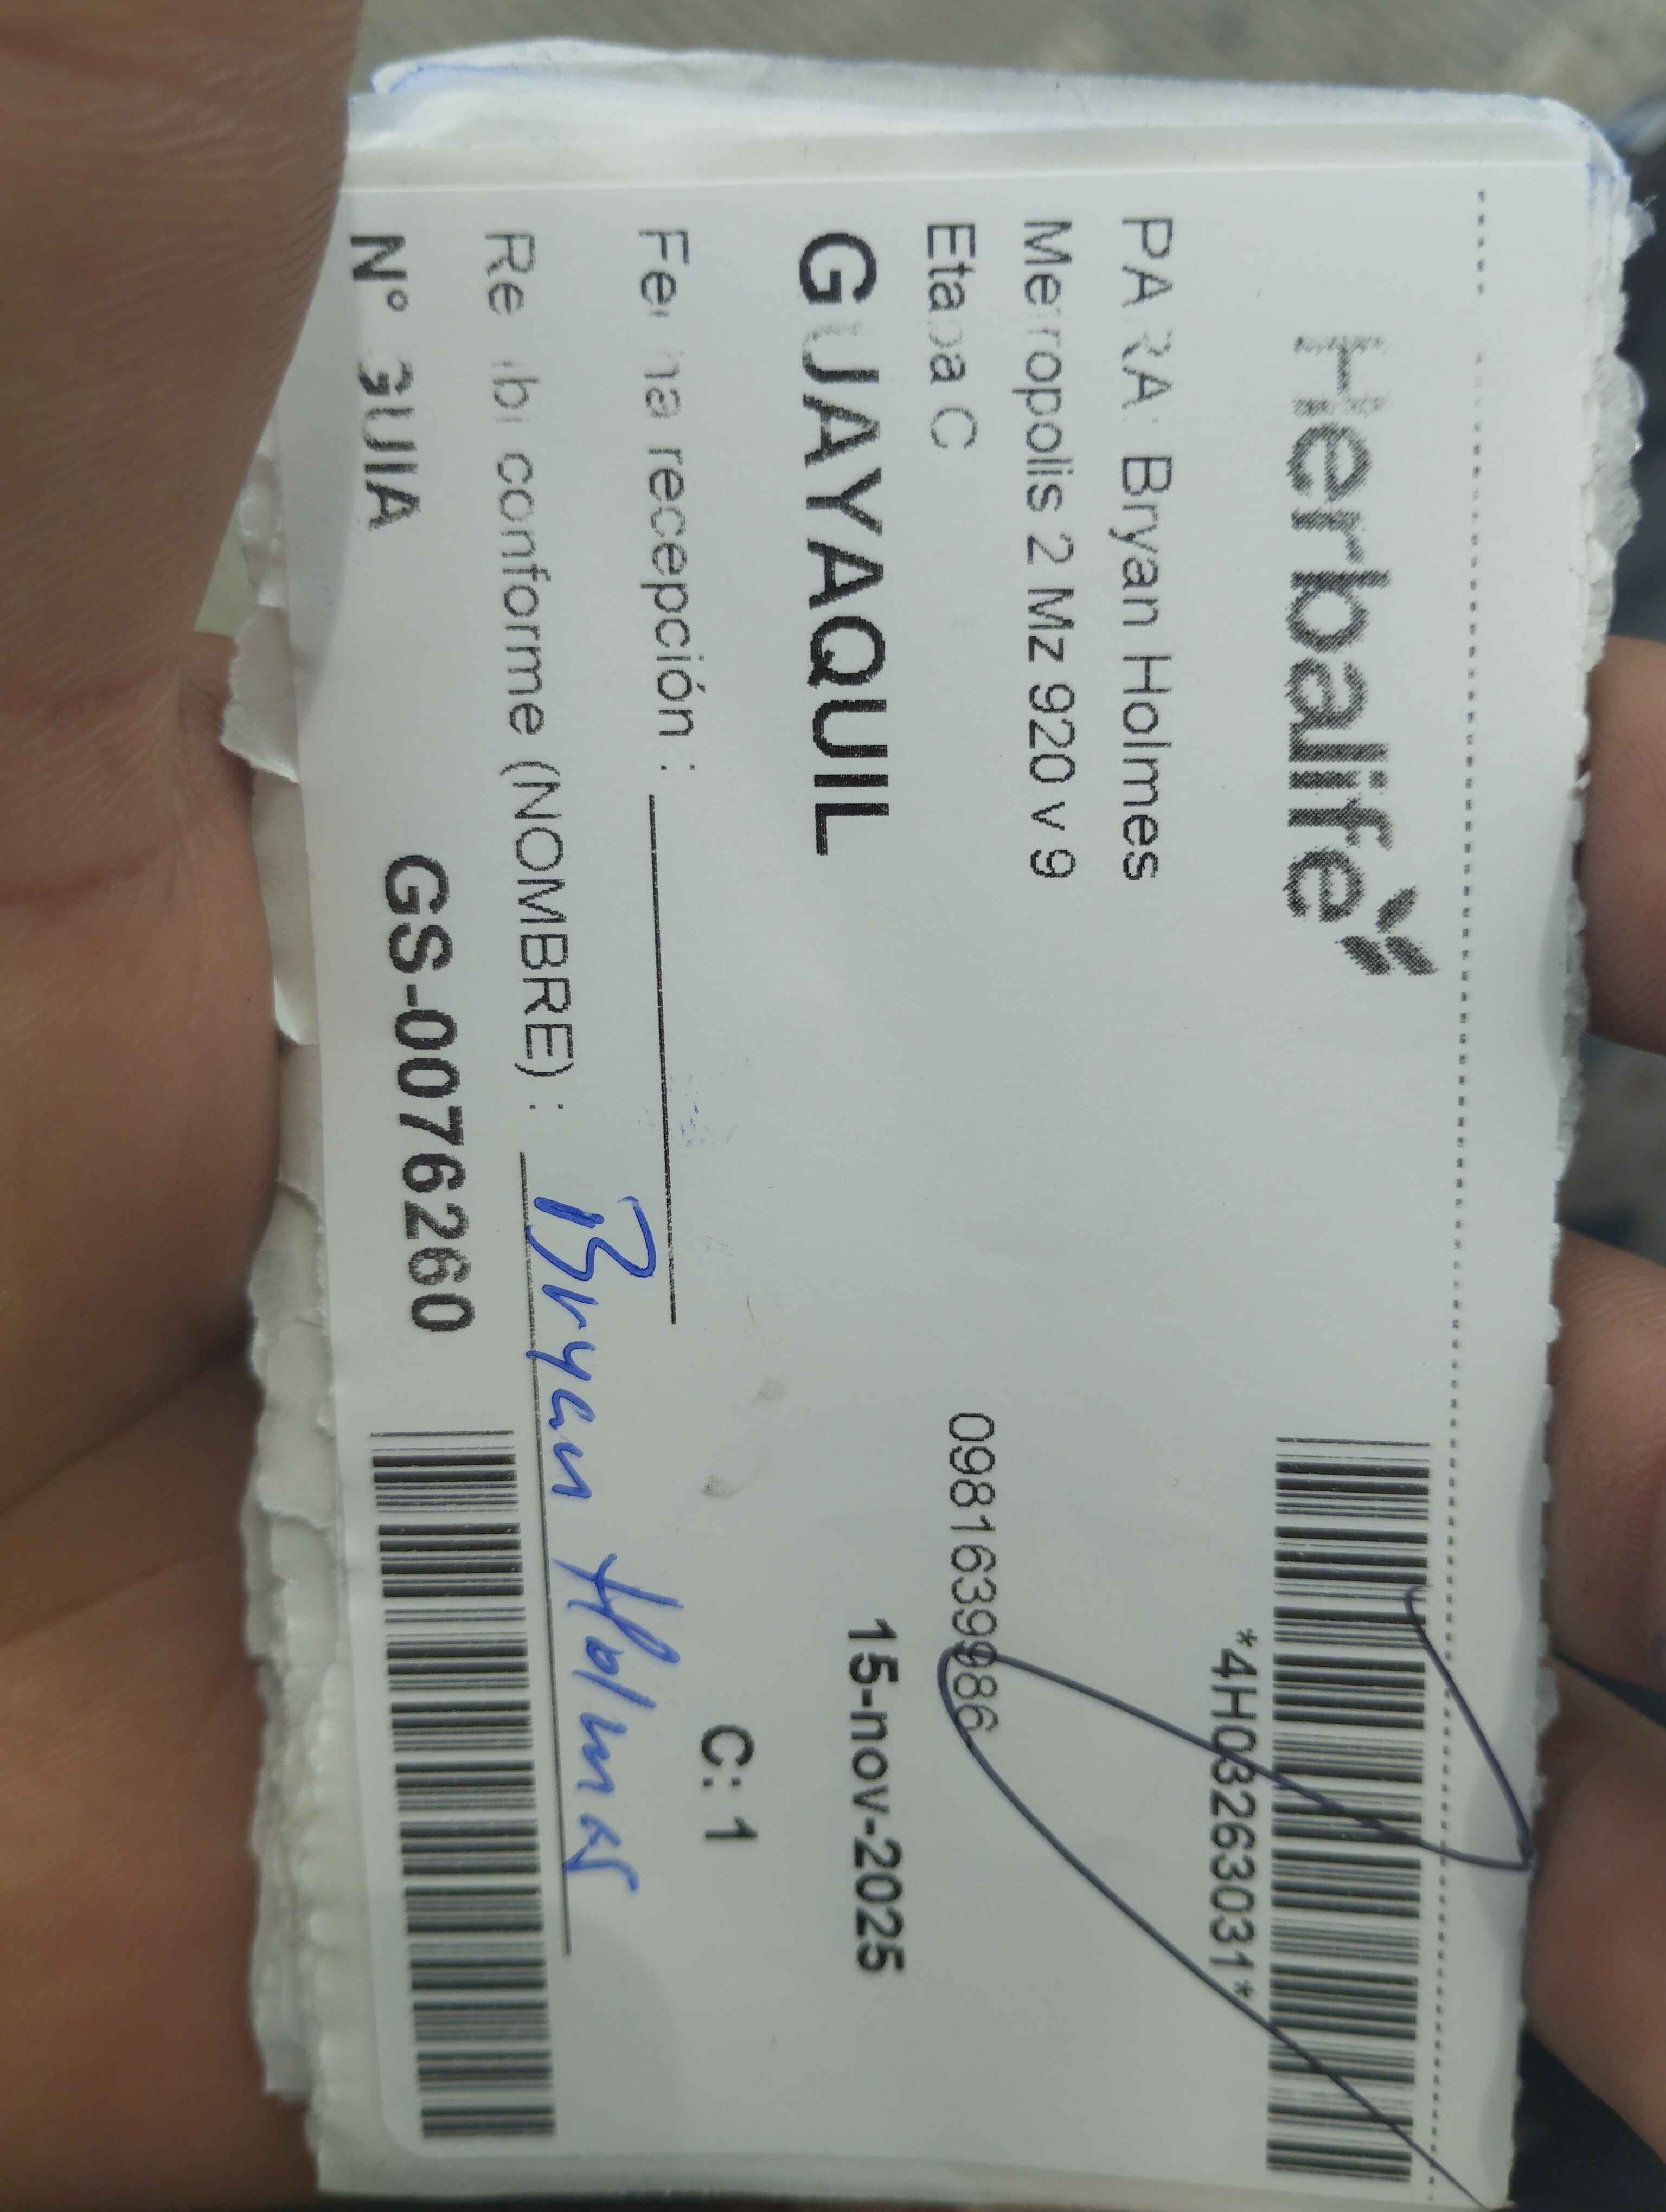 Herbalife
*4H03263031*
PARA: Bryan Holmes
Metropolis 2 Mz 920 v 9
Etapa C
0981639986
GUAYAQUIL
15-nov-2025
Fecha recepción :
C: 1
Recibi conforme (NOMBRE) : Bryan Holmes
N° GUIA GS-0076260